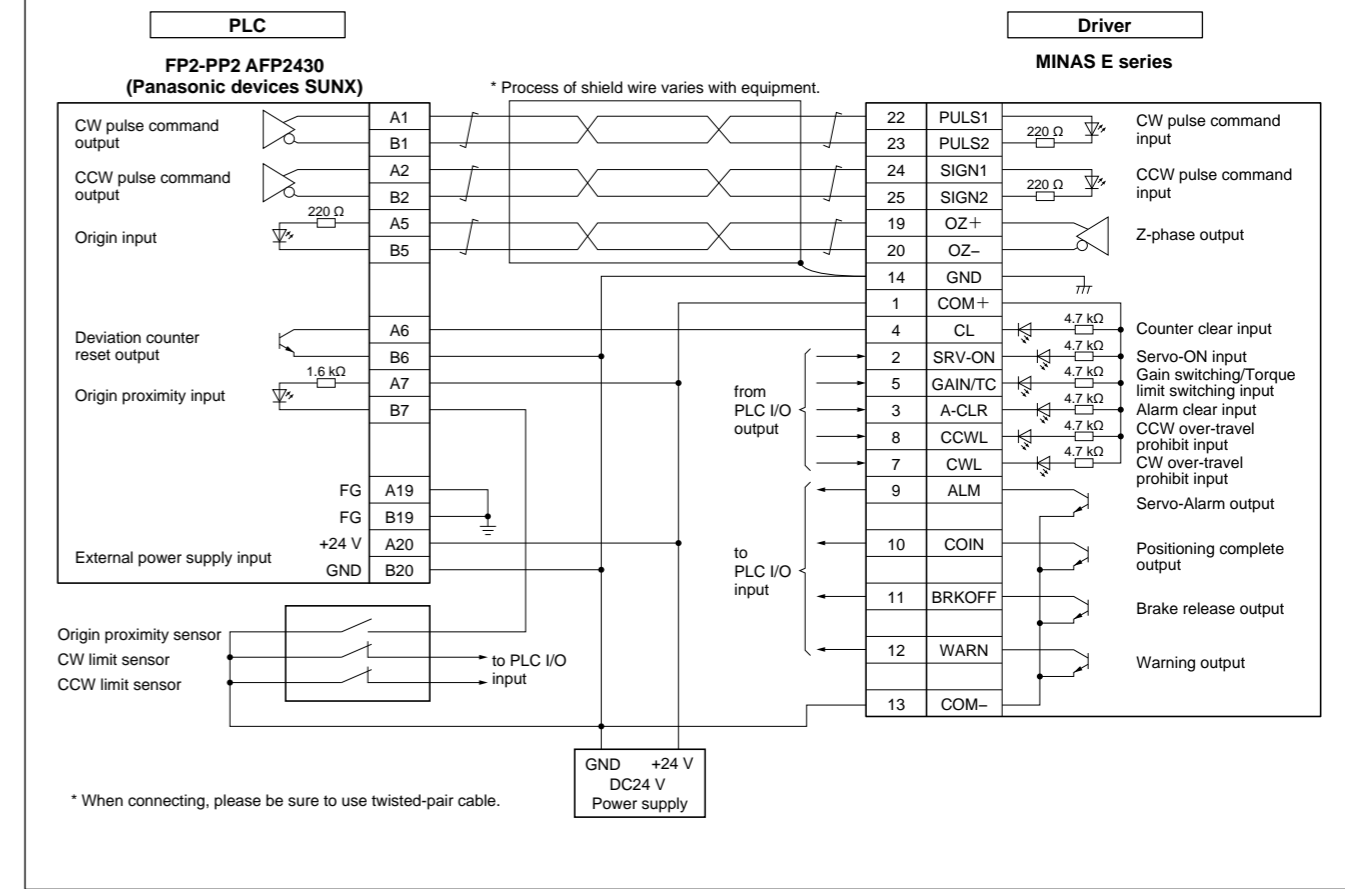 PLC
Driver
FP2-PP2 AFP2430
(Panasonic devices SUNX)
MINAS E series
* Process of shield wire varies with equipment.
CW pulse command
output
A1
B1
22 PULS1
23 PULS2
220 Ω
CW pulse command
input
CCW pulse command
output
A2
B2
24 SIGN1
25 SIGN2
220 Ω
CCW pulse command
input
Origin input
220 Ω
A5
B5
19 OZ+
20 OZ−
Z-phase output
14 GND
1 COM+
Deviation counter
reset output
A6
B6
4 CL
4.7 kΩ
Counter clear input
2 SRV-ON
4.7 kΩ
Servo-ON input
Origin proximity input
1.6 kΩ
A7
B7
from
PLC I/O
output
5 GAIN/TC
4.7 kΩ
Gain switching/Torque
limit switching input
3 A-CLR
4.7 kΩ
Alarm clear input
8 CCWL
4.7 kΩ
CCW over-travel
prohibit input
7 CWL
4.7 kΩ
CW over-travel
prohibit input
FG A19
FG B19
9 ALM
Servo-Alarm output
External power supply input
+24 V A20
GND B20
to
PLC I/O
input
10 COIN
Positioning complete
output
11 BRKOFF
Brake release output
12 WARN
Warning output
13 COM−
Origin proximity sensor
CW limit sensor
CCW limit sensor
to PLC I/O
input
GND +24 V
DC24 V
Power supply
* When connecting, please be sure to use twisted-pair cable.